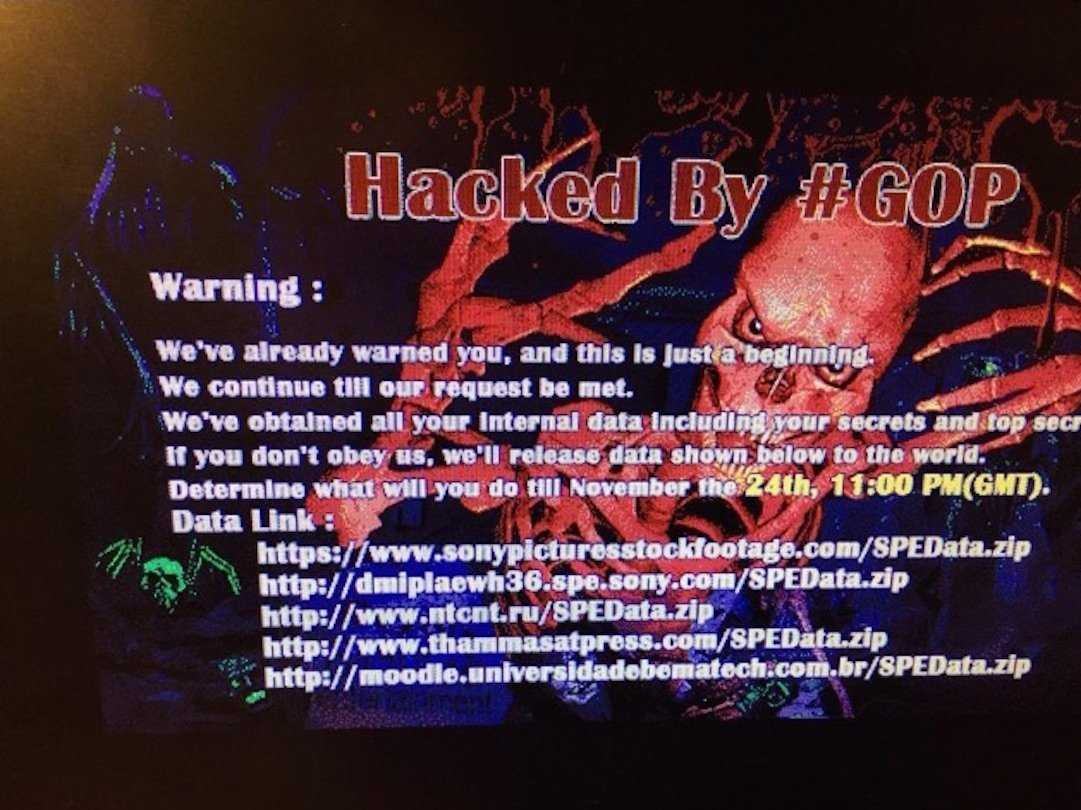 Hacked By #GOP
Warning :
We've already warned you, and this is just a beginning.
We continue till our request be met.
We've obtained all your internal data including your secrets and top secr
If you don't obey us, we'll release data shown below to the world.
Determine what will you do till November the 24th, 11:00 PM(GMT).
Data Link :
https://www.sonypicturesstockfootage.com/SPEData.zip
http://dmiplaewh36.spe.sony.com/SPEData.zip
http://www.ntcnt.ru/SPEData.zip
http://www.thammasatpress.com/SPEData.zip
http://moodle.universidadebematech.com.br/SPEData.zip